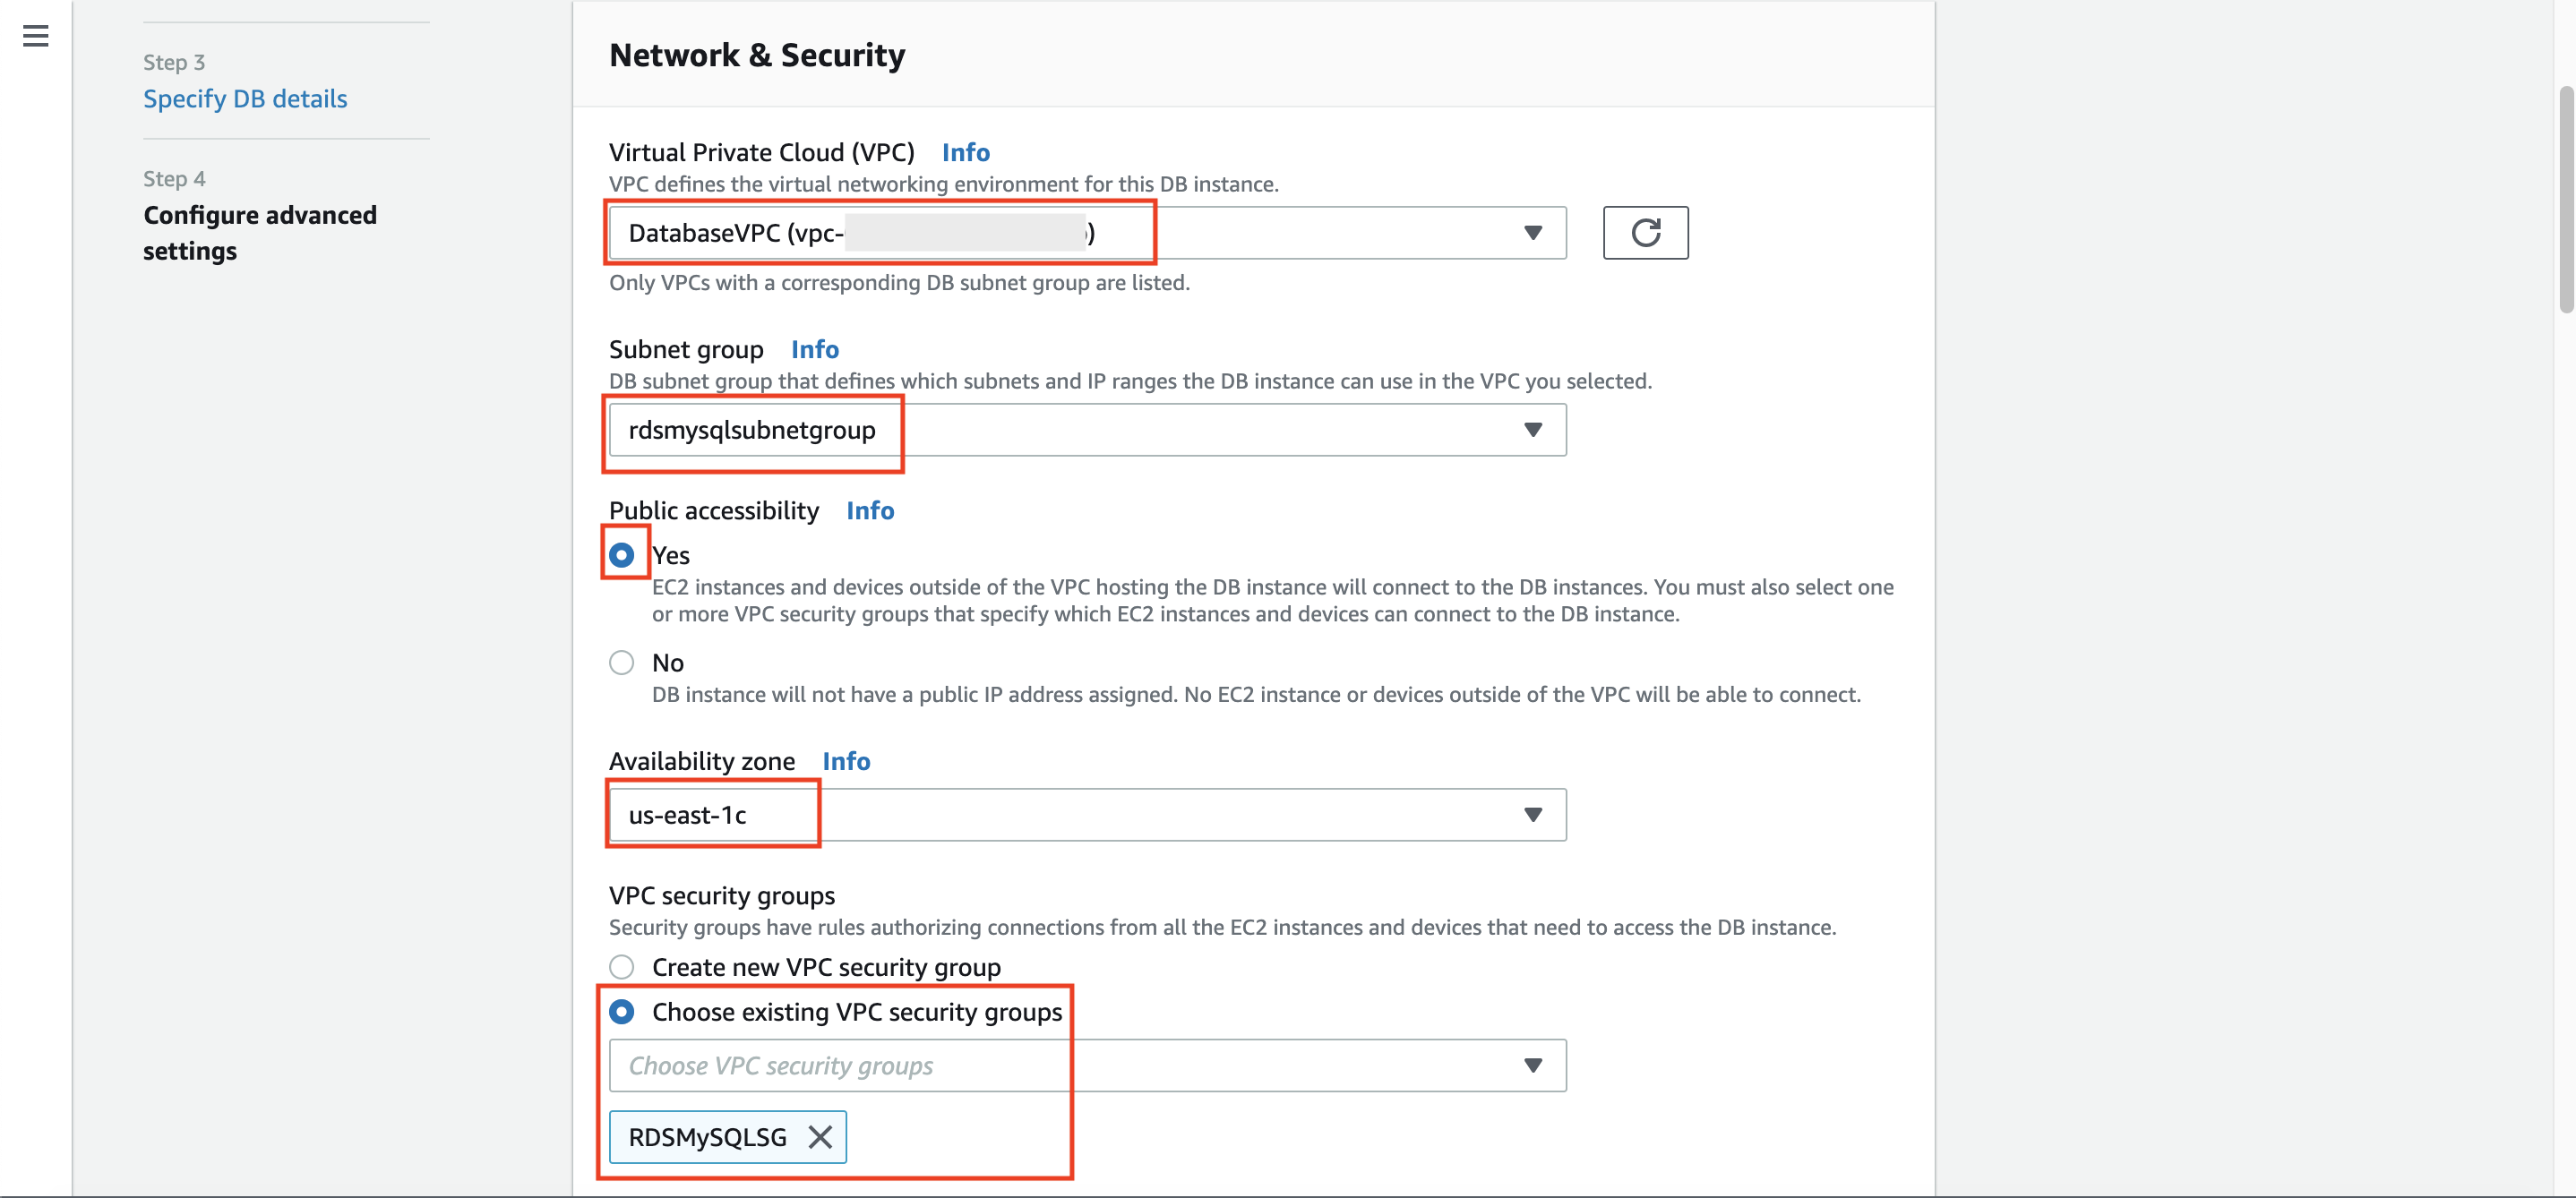 Step 3
Specify DB details
Step 4
Configure advanced
settings
Network & Security
Virtual Private Cloud (VPC) Info
VPC defines the virtual networking environment for this DB instance.
DatabaseVPC (vpc- )
Only VPCs with a corresponding DB subnet group are listed.
Subnet group Info
DB subnet group that defines which subnets and IP ranges the DB instance can use in the VPC you selected.
rdsmysqlsubnetgroup
Public accessibility Info
Yes
EC2 instances and devices outside of the VPC hosting the DB instance will connect to the DB instances. You must also select one
or more VPC security groups that specify which EC2 instances and devices can connect to the DB instance.
No
DB instance will not have a public IP address assigned. No EC2 instance or devices outside of the VPC will be able to connect.
Availability zone Info
us-east-1c
VPC security groups
Security groups have rules authorizing connections from all the EC2 instances and devices that need to access the DB instance.
Create new VPC security group
Choose existing VPC security groups
Choose VPC security groups
RDSMySQLSG